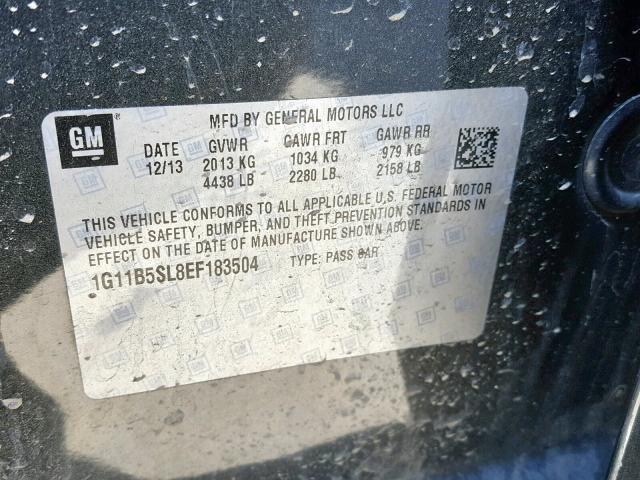 MFD BY GENERAL MOTORS LLC
GM
DATE GVWR GAWR FRT GAWR RR
12/13 2013 KG 1034 KG 979 KG
4438 LB 2280 LB 2158 LB
THIS VEHICLE CONFORMS TO ALL APPLICABLE U.S. FEDERAL MOTOR
VEHICLE SAFETY, BUMPER, AND THEFT PREVENTION STANDARDS IN
EFFECT ON THE DATE OF MANUFACTURE SHOWN ABOVE.
1G11B5SL8EF183504 TYPE: PASS CAR